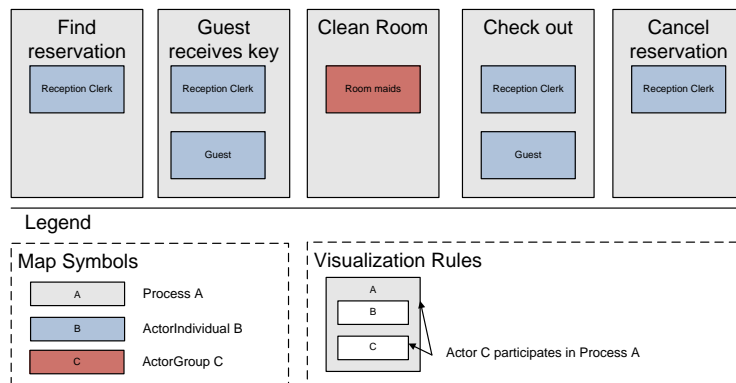 Find
reservation
Reception Clerk
Guest
receives key
Reception Clerk
Guest
Clean Room
Room maids
Check out
Reception Clerk
Guest
Cancel
reservation
Reception Clerk
Legend
Map Symbols
A
Process A
B
ActorIndividual B
C
ActorGroup C
Visualization Rules
A
B
C
Actor C participates in Process A